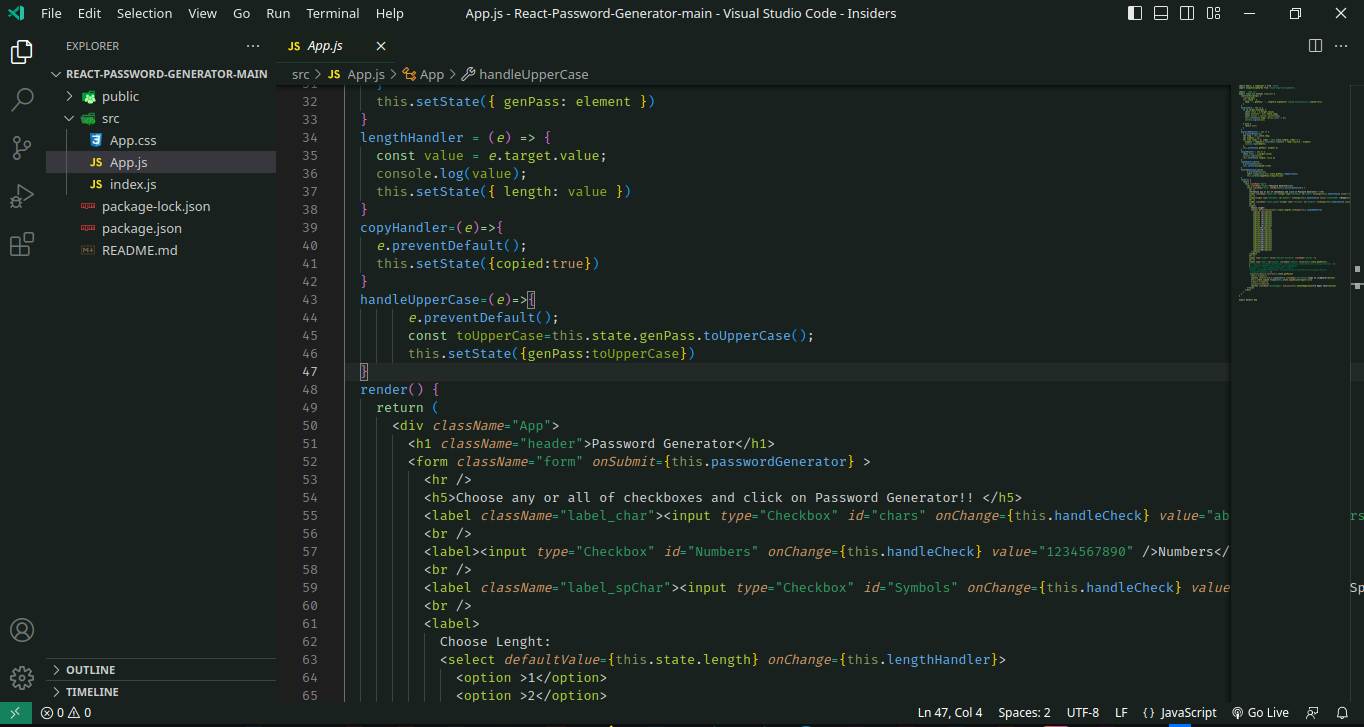 File Edit Selection View Go Run Terminal Help App.js - React-Password-Generator-main - Visual Studio Code - Insiders
EXPLORER
REACT-PASSWORD-GENERATOR-MAIN
public
src
App.css
JS App.js
JS index.js
package-lock.json
package.json
README.md
OUTLINE
TIMELINE
JS App.js
src > JS App.js > App > handleUpperCase
31 }
32 this.setState({ genPass: element })
33 }
34 lengthHandler = (e) => {
35 const value = e.target.value;
36 console.log(value);
37 this.setState({ length: value })
38 }
39 copyHandler=(e)=>{
40 e.preventDefault();
41 this.setState({copied:true})
42 }
43 handleUpperCase=(e)=>{
44 e.preventDefault();
45 const toUpperCase=this.state.genPass.toUpperCase();
46 this.setState({genPass:toUpperCase})
47 }
48 render() {
49 return (
50 <div className="App">
51 <h1 className="header">Password Generator</h1>
52 <form className="form" onSubmit={this.passwordGenerator} >
53 <hr />
54 <h5>Choose any or all of checkboxes and click on Password Generator!! </h5>
55 <label className="label_char"><input type="Checkbox" id="chars" onChange={this.handleCheck} value="ab rs
56 <br />
57 <label><input type="Checkbox" id="Numbers" onChange={this.handleCheck} value="1234567890" />Numbers</
58 <br />
59 <label className="label_spChar"><input type="Checkbox" id="Symbols" onChange={this.handleCheck} value Sp
60 <br />
61 <label>
62 Choose Lenght:
63 <select defaultValue={this.state.length} onChange={this.lengthHandler}>
64 <option >1</option>
65 <option >2</option>
0 0 Ln 47, Col 4 Spaces: 2 UTF-8 LF {} JavaScript Go Live